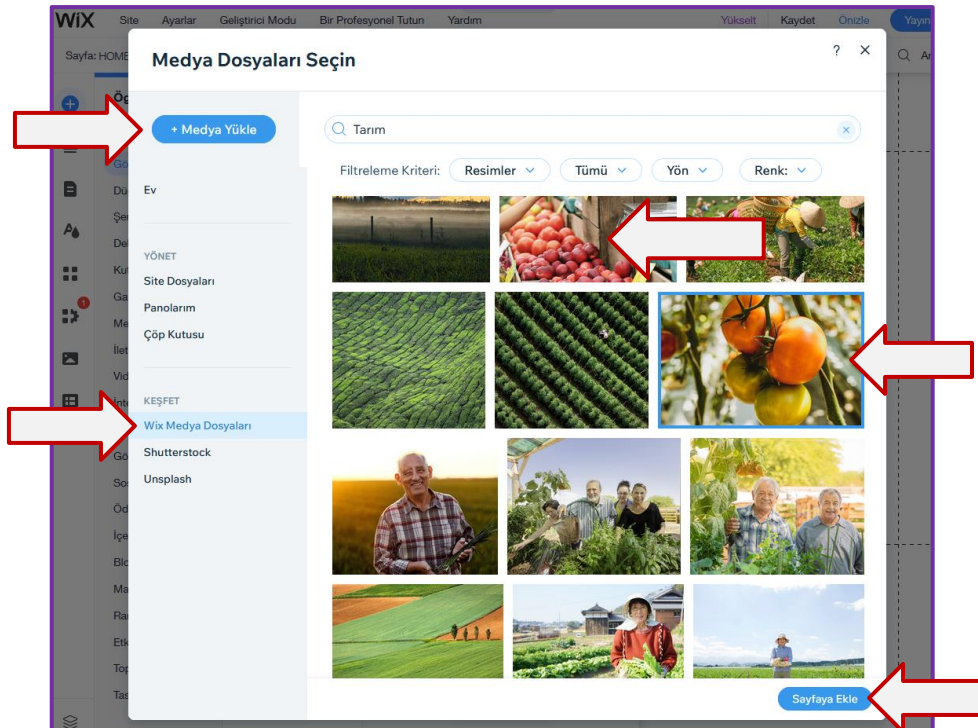 WiX Site Ayarlar Geliştirici Modu Bir Profesyonel Tutun Yardım Yükselt Kaydet Önizle Yayın
Sayfa: HOME
Medya Dosyaları Seçin
? ×
+ Medya Yükle
Tarım
Filtreleme Kriteri: Resimler Tümü Yön Renk:
Ev
YÖNET
Site Dosyaları
Panolarım
Çöp Kutusu
1
KEŞFET
Wix Medya Dosyaları
Shutterstock
Unsplash
Sayfaya Ekle